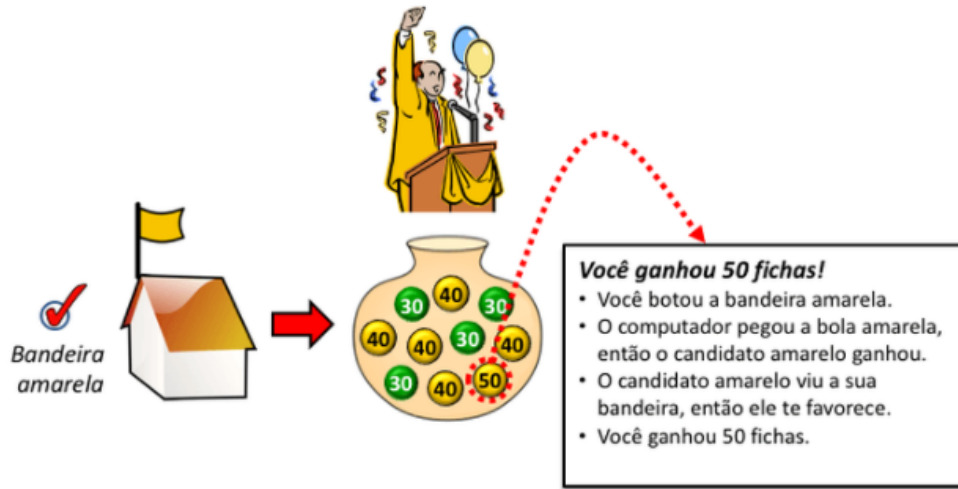 Bandeira
amarela
30
40
30
40
40
30
40
30
40
50
Você ganhou 50 fichas!
• Você botou a bandeira amarela.
• O computador pegou a bola amarela,
então o candidato amarelo ganhou.
• O candidato amarelo viu a sua
bandeira, então ele te favorece.
• Você ganhou 50 fichas.